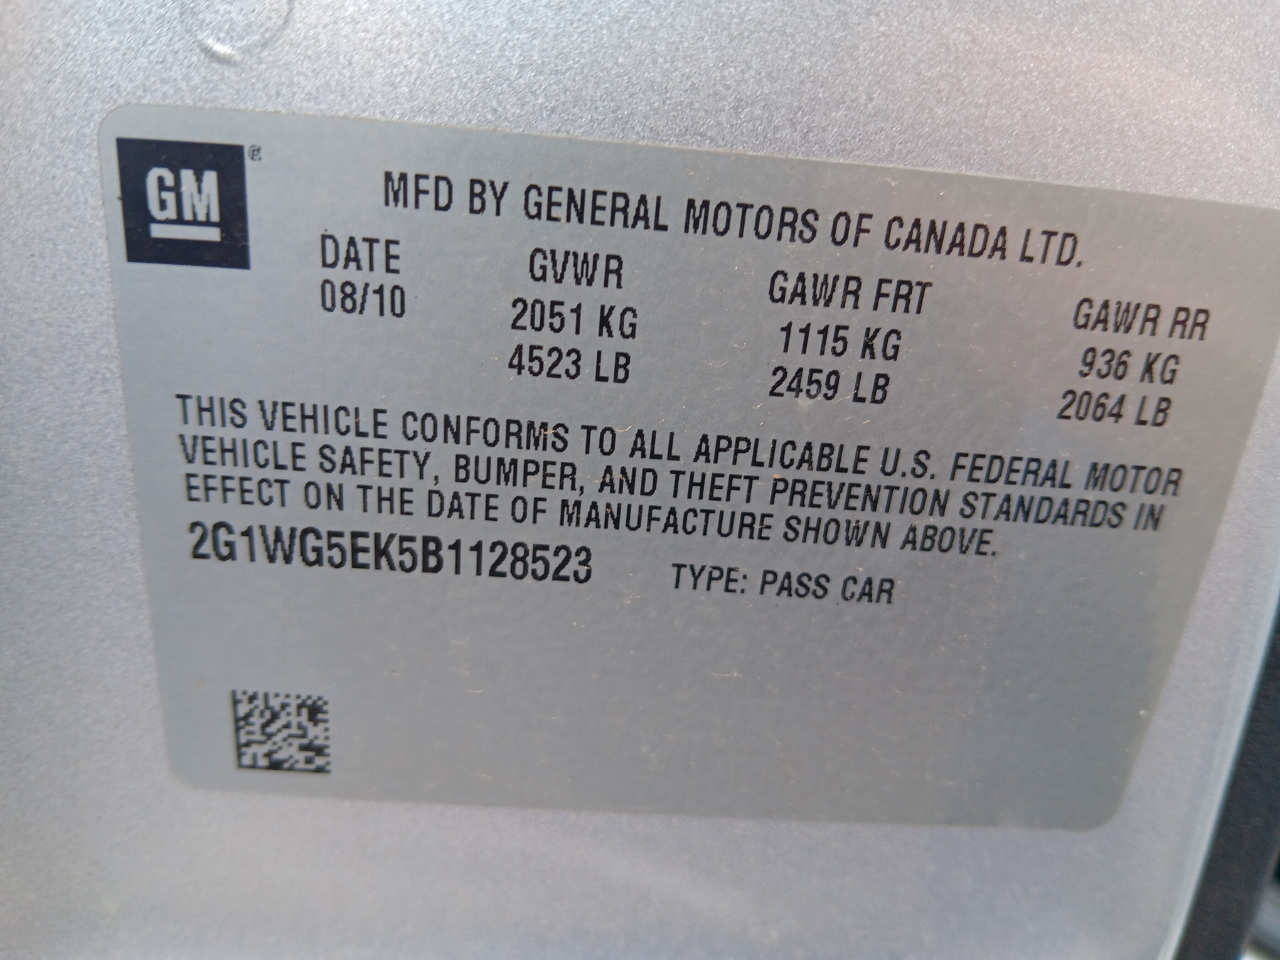 GM
MFD BY GENERAL MOTORS OF CANADA LTD.
DATE GVWR GAWR FRT GAWR RR
08/10 2051 KG 1115 KG 936 KG
4523 LB 2459 LB 2064 LB
THIS VEHICLE CONFORMS TO ALL APPLICABLE U.S. FEDERAL MOTOR
VEHICLE SAFETY, BUMPER, AND THEFT PREVENTION STANDARDS IN
EFFECT ON THE DATE OF MANUFACTURE SHOWN ABOVE.
2G1WG5EK5B1128523 TYPE: PASS CAR